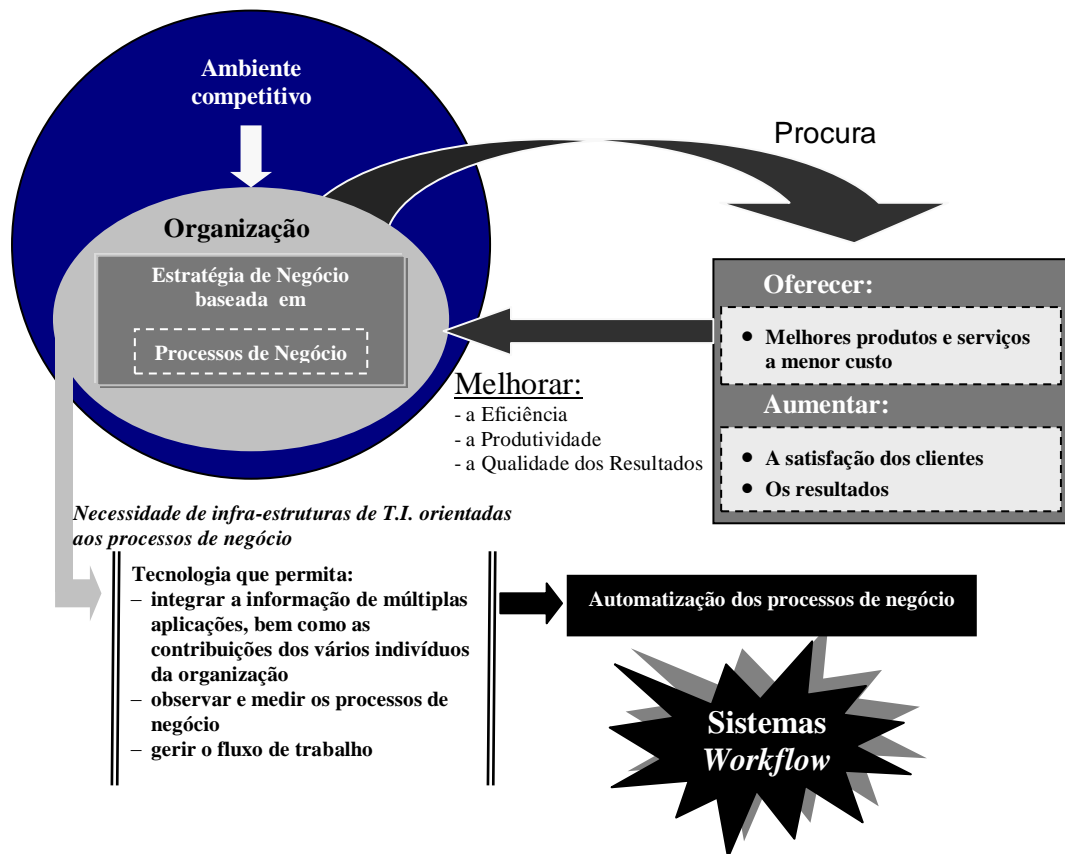 Ambiente
competitivo
Procura
Organização
Estratégia de Negócio
baseada em
Processos de Negócio
Oferecer:
• Melhores produtos e serviços
a menor custo
Aumentar:
• A satisfação dos clientes
• Os resultados
Melhorar:
- a Eficiência
- a Produtividade
- a Qualidade dos Resultados
Necessidade de infra-estruturas de T.I. orientadas
aos processos de negócio
Tecnologia que permita:
– integrar a informação de múltiplas
aplicações, bem como as
contribuições dos vários indivíduos
da organização
– observar e medir os processos de
negócio
– gerir o fluxo de trabalho
Automatização dos processos de negócio
Sistemas
Workflow